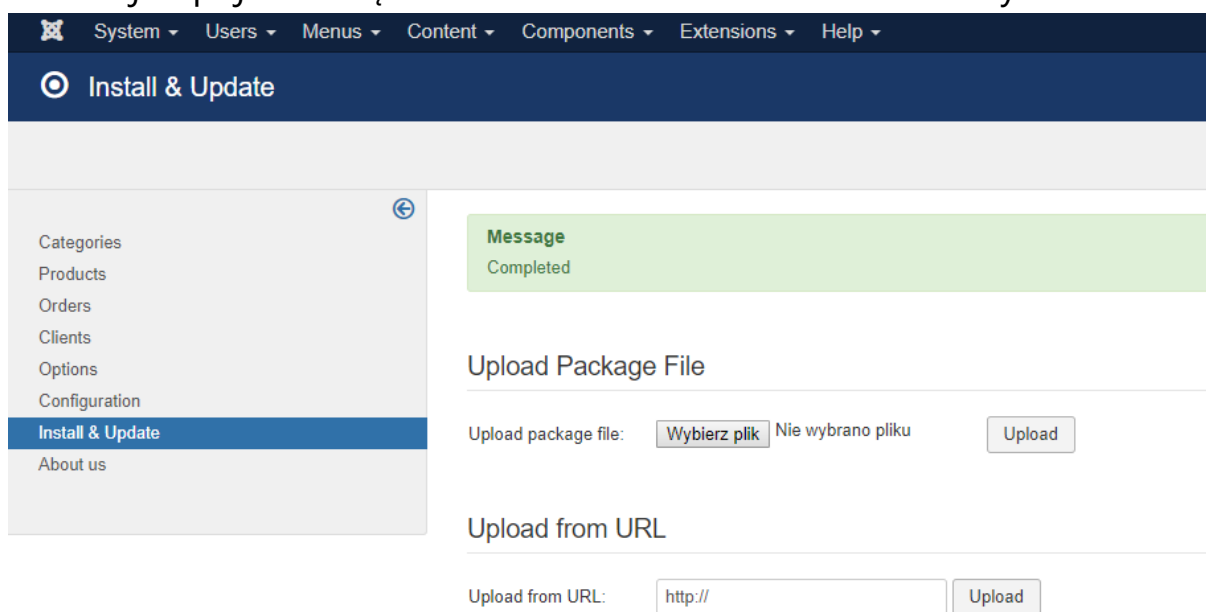 System Users Menus Content Components Extensions Help
Install & Update
Categories
Products
Orders
Clients
Options
Configuration
Install & Update
About us
Message
Completed
Upload Package File
Upload package file: Wybierz plik Nie wybrano pliku Upload
Upload from URL
Upload from URL: http:// Upload